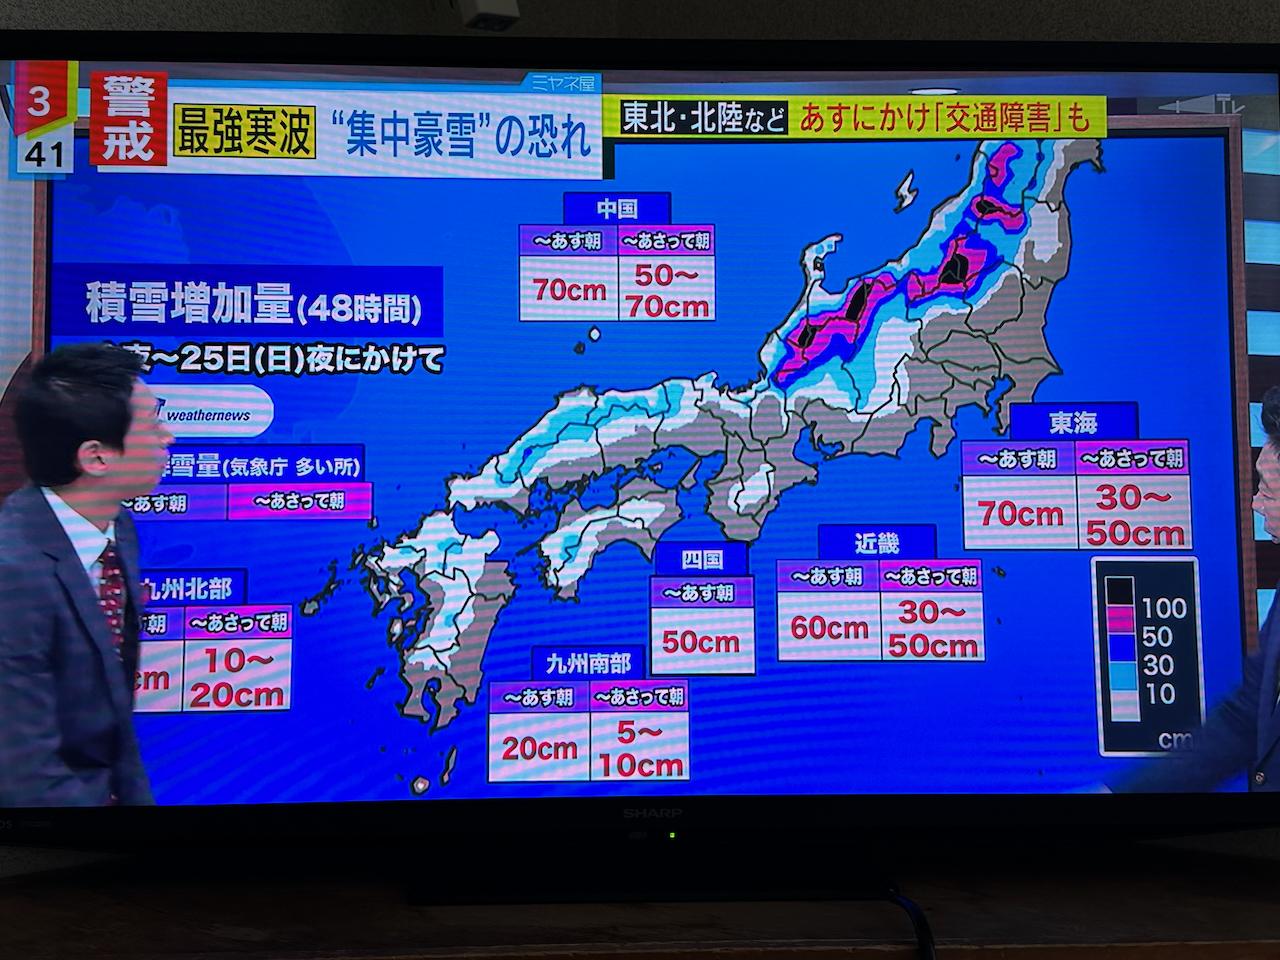 3
41
警戒
最強寒波
“集中豪雪”の恐れ
ミヤネ屋
東北・北陸など
あすにかけ「交通障害」も
積雪増加量(48時間)
夜〜25日(日)夜にかけて
weathernews
雪量(気象庁 多い所)
〜あす朝
〜あさって朝
中国
〜あす朝 〜あさって朝
70cm 50〜70cm
東海
〜あす朝 〜あさって朝
70cm 30〜50cm
近畿
〜あす朝 〜あさって朝
60cm 30〜50cm
四国
〜あす朝
50cm
九州北部
朝 〜あさって朝
cm 10〜20cm
九州南部
〜あす朝 〜あさって朝
20cm 5〜10cm
100
50
30
10
cm
SHARP